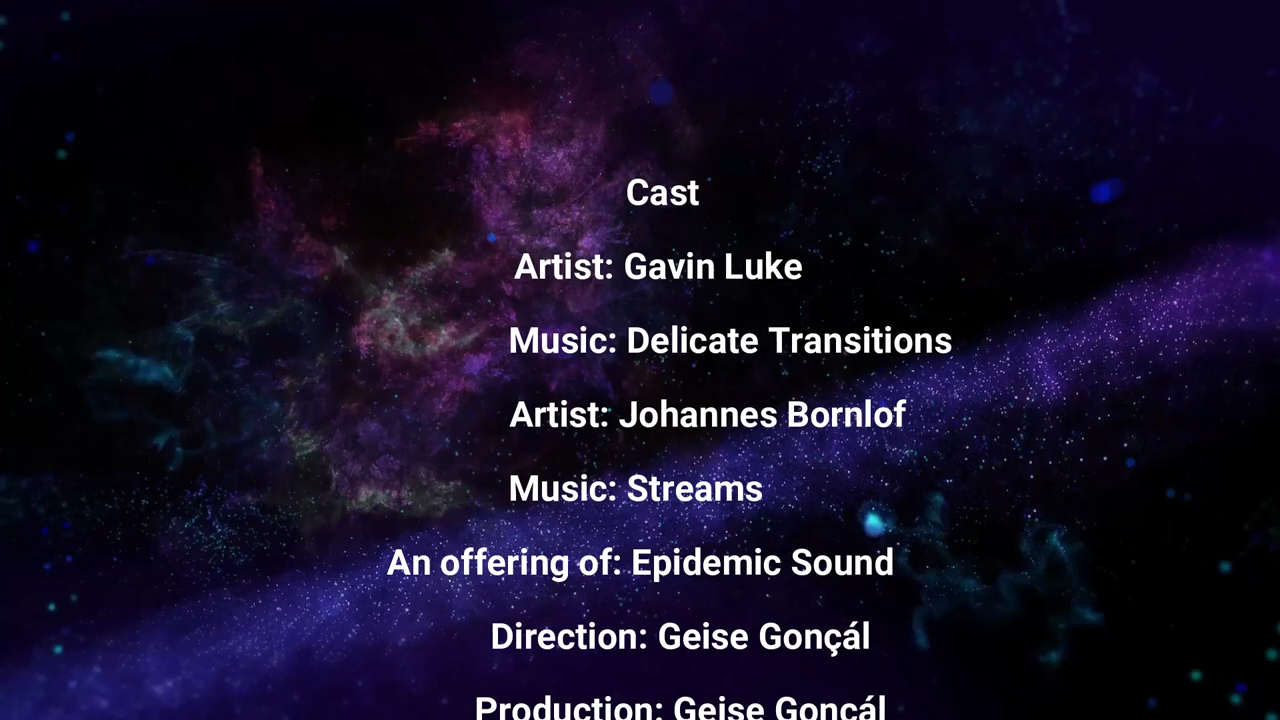 Cast
Artist: Gavin Luke
Music: Delicate Transitions
Artist: Johannes Bornlof
Music: Streams
An offering of: Epidemic Sound
Direction: Geise Gonçál
Production: Geise Gonçál